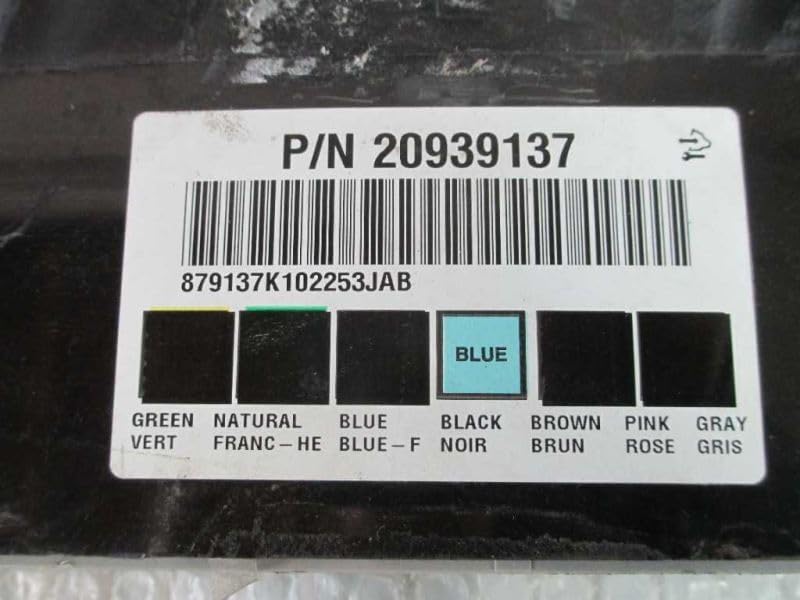 P/N 20939137
879137K102253JAB
BLUE
GREEN NATURAL BLUE BLACK BROWN PINK GRAY
VERT FRANC-HE BLUE-F NOIR BRUN ROSE GRIS